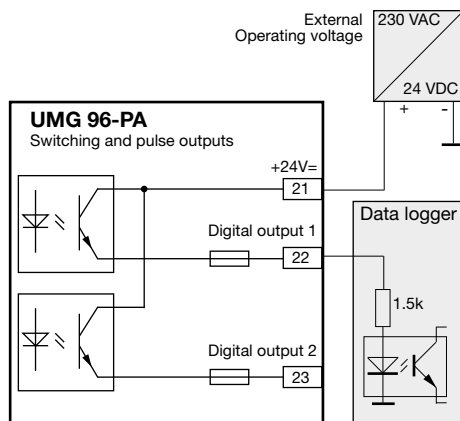 External
Operating voltage
230 VAC
24 VDC
+ -
UMG 96-PA
Switching and pulse outputs
+24V=
21
Data logger
Digital output 1
22
1.5k
Digital output 2
23